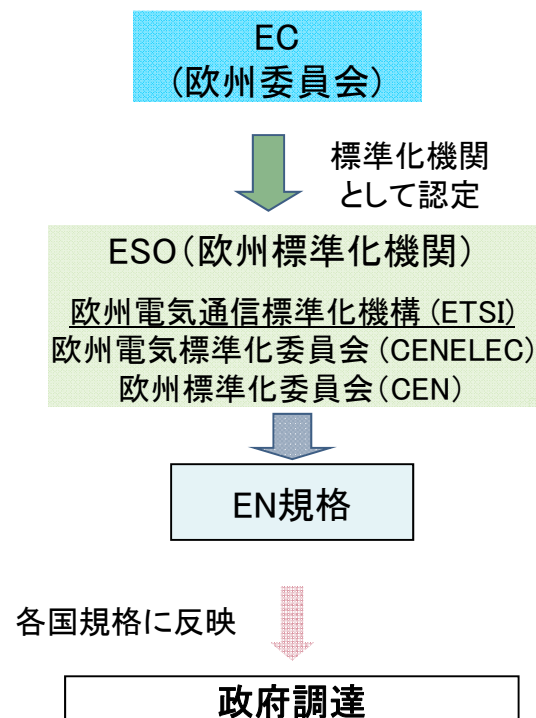 EC
(欧州委員会)
標準化機関
として認定
ESO(欧州標準化機関)
欧州電気通信標準化機構 (ETSI)
欧州電気標準化委員会 (CENELEC)
欧州標準化委員会(CEN)
EN規格
各国規格に反映
政府調達